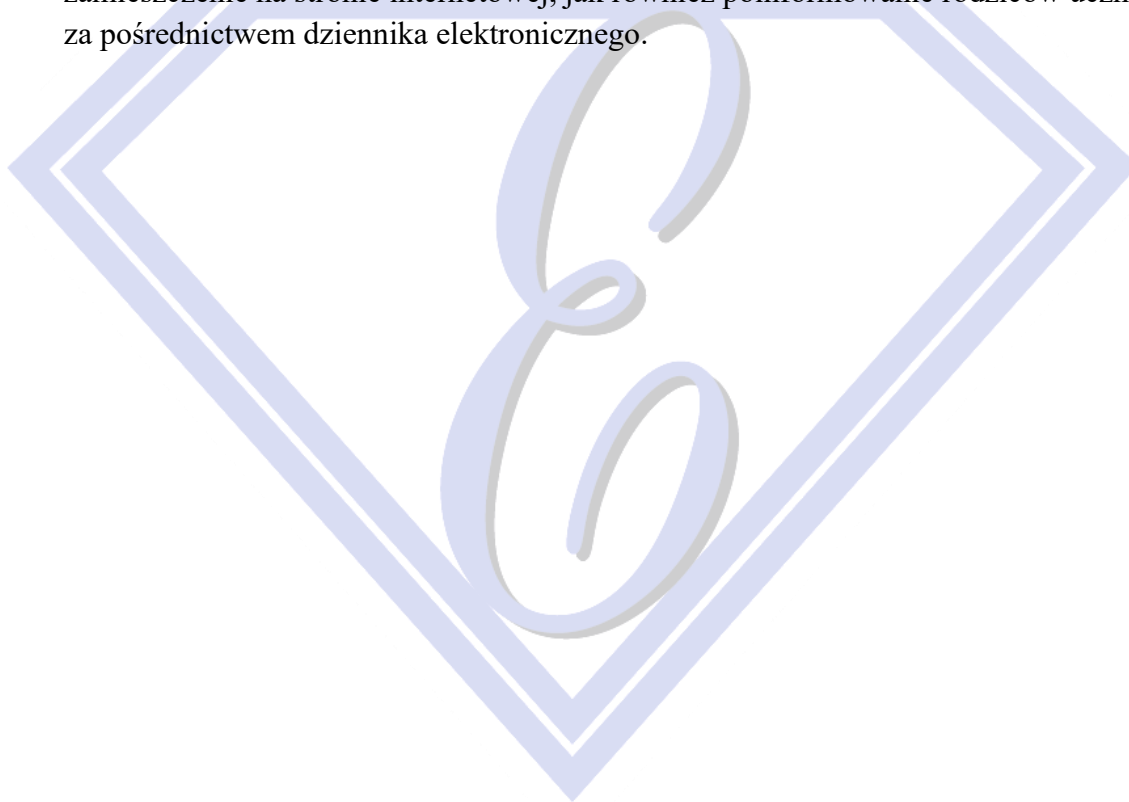 zamieszczenie na stronie internetowej, jak również poinformowanie rodziców
za pośrednictwem dziennika elektronicznego.
E